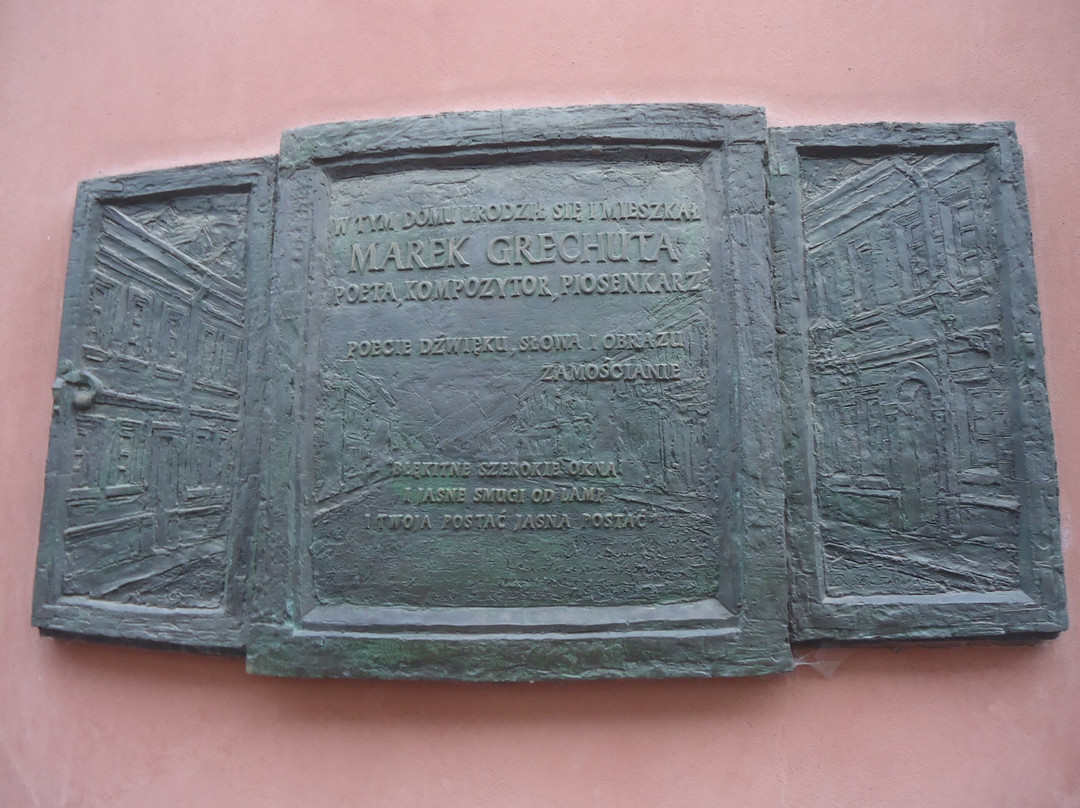 W TYM DOMU URODZIŁ SIĘ I MIESZKAŁ
MAREK GRECHUTA
POETA, KOMPOZYTOR, PIOSENKARZ
POECIE DŹWIĘKU, SŁOWA I OBRAZU
ZAMOŚCIANIE
"BŁĘKITNE SZEROKIE OKNA
I JASNE SMUGI OD LAMP
I TWOJA POSTAĆ JASNA POSTAĆ"